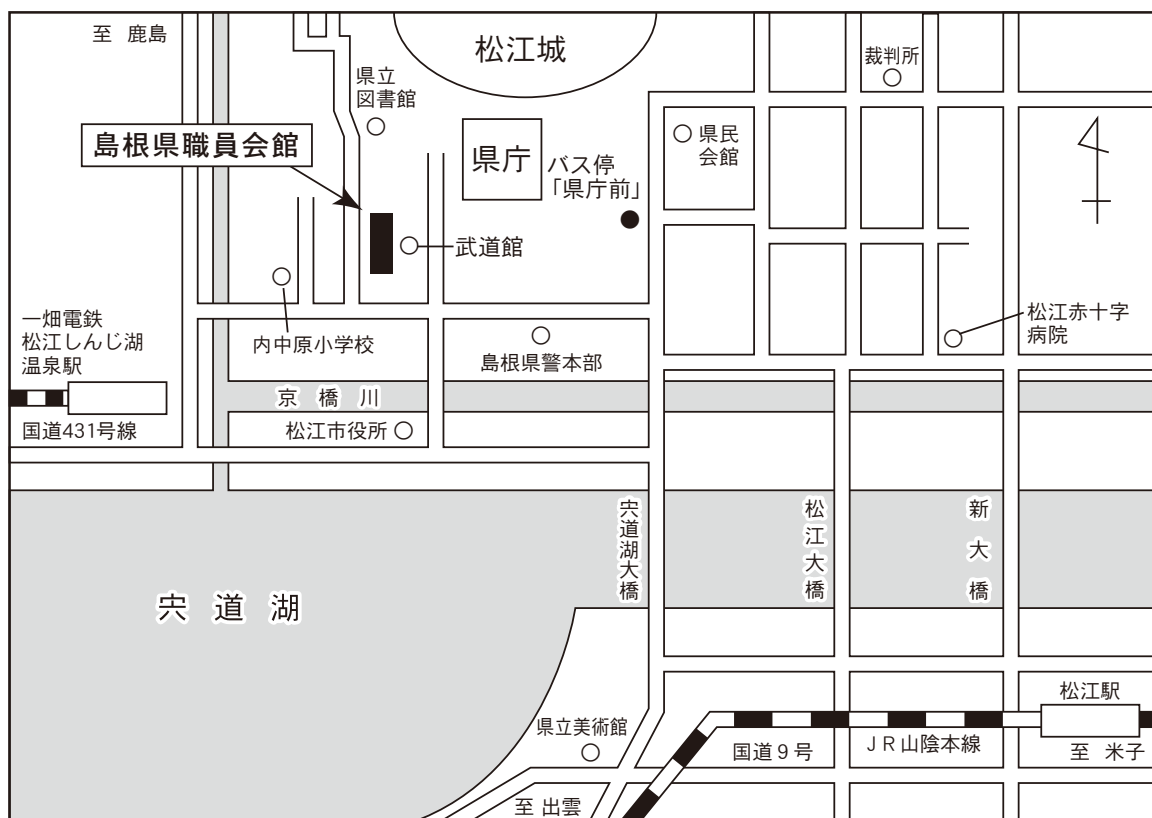 至 鹿島
松江城
裁判所
県立
図書館
島根県職員会館
県庁
バス停
「県庁前」
県民
会館
武道館
一畑電鉄
松江しんじ湖
温泉駅
内中原小学校
島根県警本部
松江赤十字
病院
京橋川
国道431号線
松江市役所
宍道湖大橋
松江大橋
新大橋
宍道湖
松江駅
県立美術館
国道9号
JR山陰本線
至 米子
至 出雲